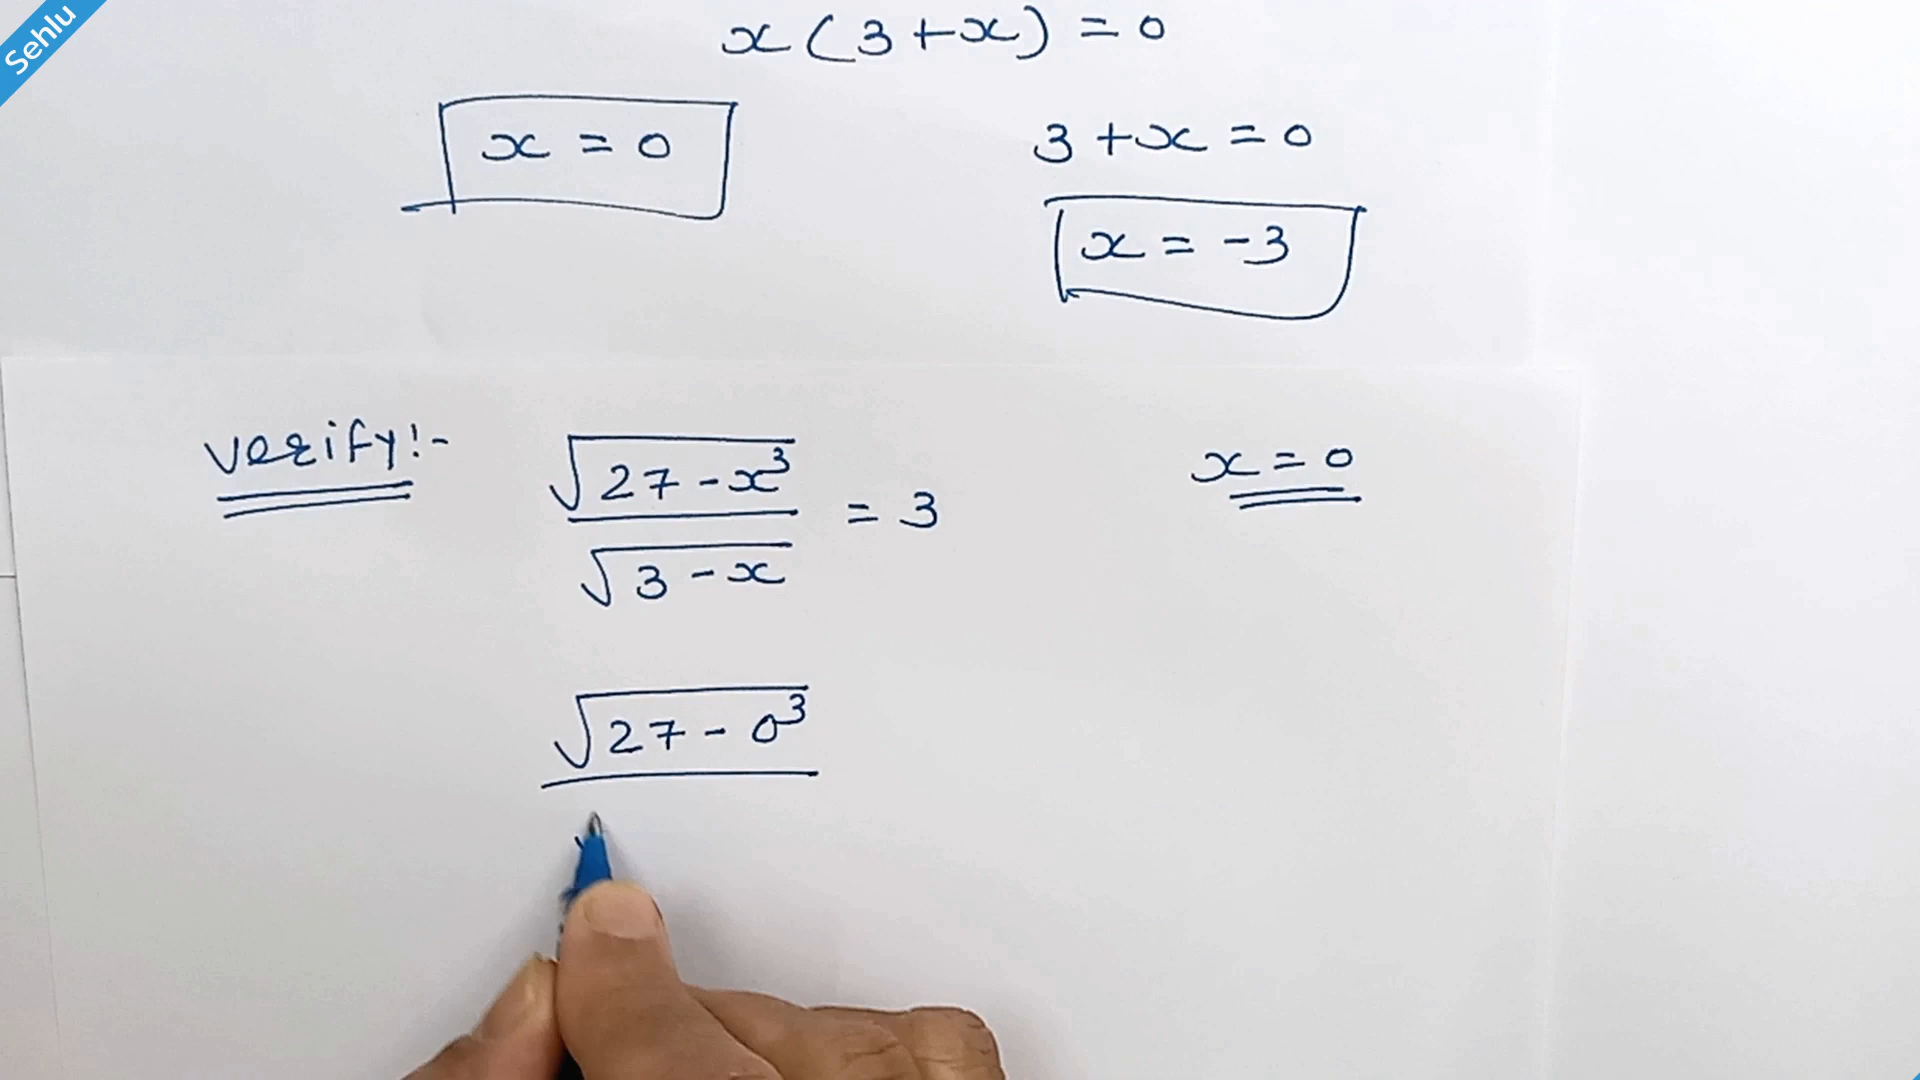 Sehlu
x(3+x) = 0
x = 0
3+x = 0
x = -3
verify:-
√(27-x³) / √(3-x) = 3
x = 0
√(27-0³)